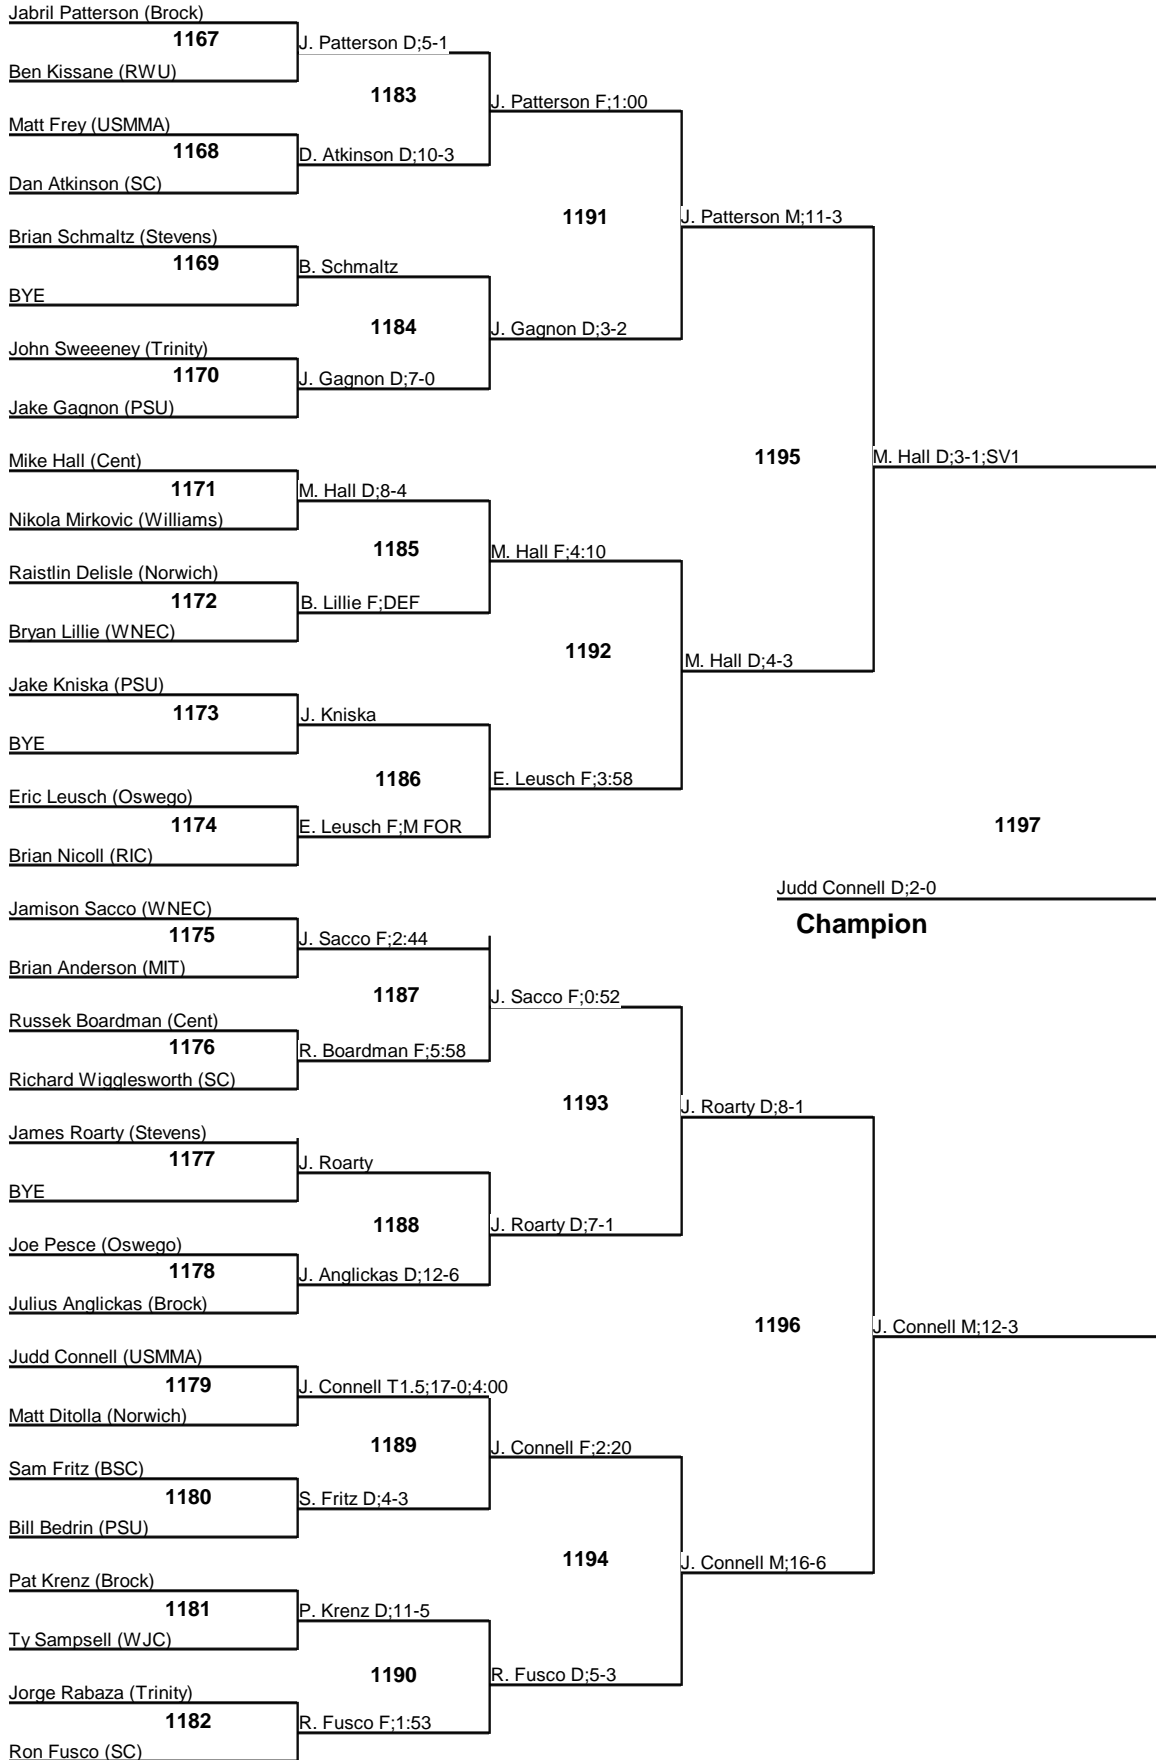 Jabril Patterson (Brock)
1167
J. Patterson D;5-1
Ben Kissane (RWU)
1183
J. Patterson F;1:00
Matt Frey (USMMA)
1168
D. Atkinson D;10-3
Dan Atkinson (SC)
1191
J. Patterson M;11-3
Brian Schmaltz (Stevens)
1169
B. Schmaltz
BYE
1184
J. Gagnon D;3-2
John Sweeeney (Trinity)
1170
J. Gagnon D;7-0
Jake Gagnon (PSU)
1195
M. Hall D;3-1;SV1
Mike Hall (Cent)
1171
M. Hall D;8-4
Nikola Mirkovic (Williams)
1185
M. Hall F;4:10
Raistlin Delisle (Norwich)
1172
B. Lillie F;DEF
Bryan Lillie (WNEC)
1192
M. Hall D;4-3
Jake Kniska (PSU)
1173
J. Kniska
BYE
1186
E. Leusch F;3:58
Eric Leusch (Oswego)
1174
E. Leusch F;M FOR
Brian Nicoll (RIC)
1197
Judd Connell D;2-0
Champion
Jamison Sacco (WNEC)
1175
J. Sacco F;2:44
Brian Anderson (MIT)
1187
J. Sacco F;0:52
Russek Boardman (Cent)
1176
R. Boardman F;5:58
Richard Wigglesworth (SC)
1193
J. Roarty D;8-1
James Roarty (Stevens)
1177
J. Roarty
BYE
1188
J. Roarty D;7-1
Joe Pesce (Oswego)
1178
J. Anglickas D;12-6
Julius Anglickas (Brock)
1196
J. Connell M;12-3
Judd Connell (USMMA)
1179
J. Connell T1.5;17-0;4:00
Matt Ditolla (Norwich)
1189
J. Connell F;2:20
Sam Fritz (BSC)
1180
S. Fritz D;4-3
Bill Bedrin (PSU)
1194
J. Connell M;16-6
Pat Krenz (Brock)
1181
P. Krenz D;11-5
Ty Sampsell (WJC)
1190
R. Fusco D;5-3
Jorge Rabaza (Trinity)
1182
R. Fusco F;1:53
Ron Fusco (SC)